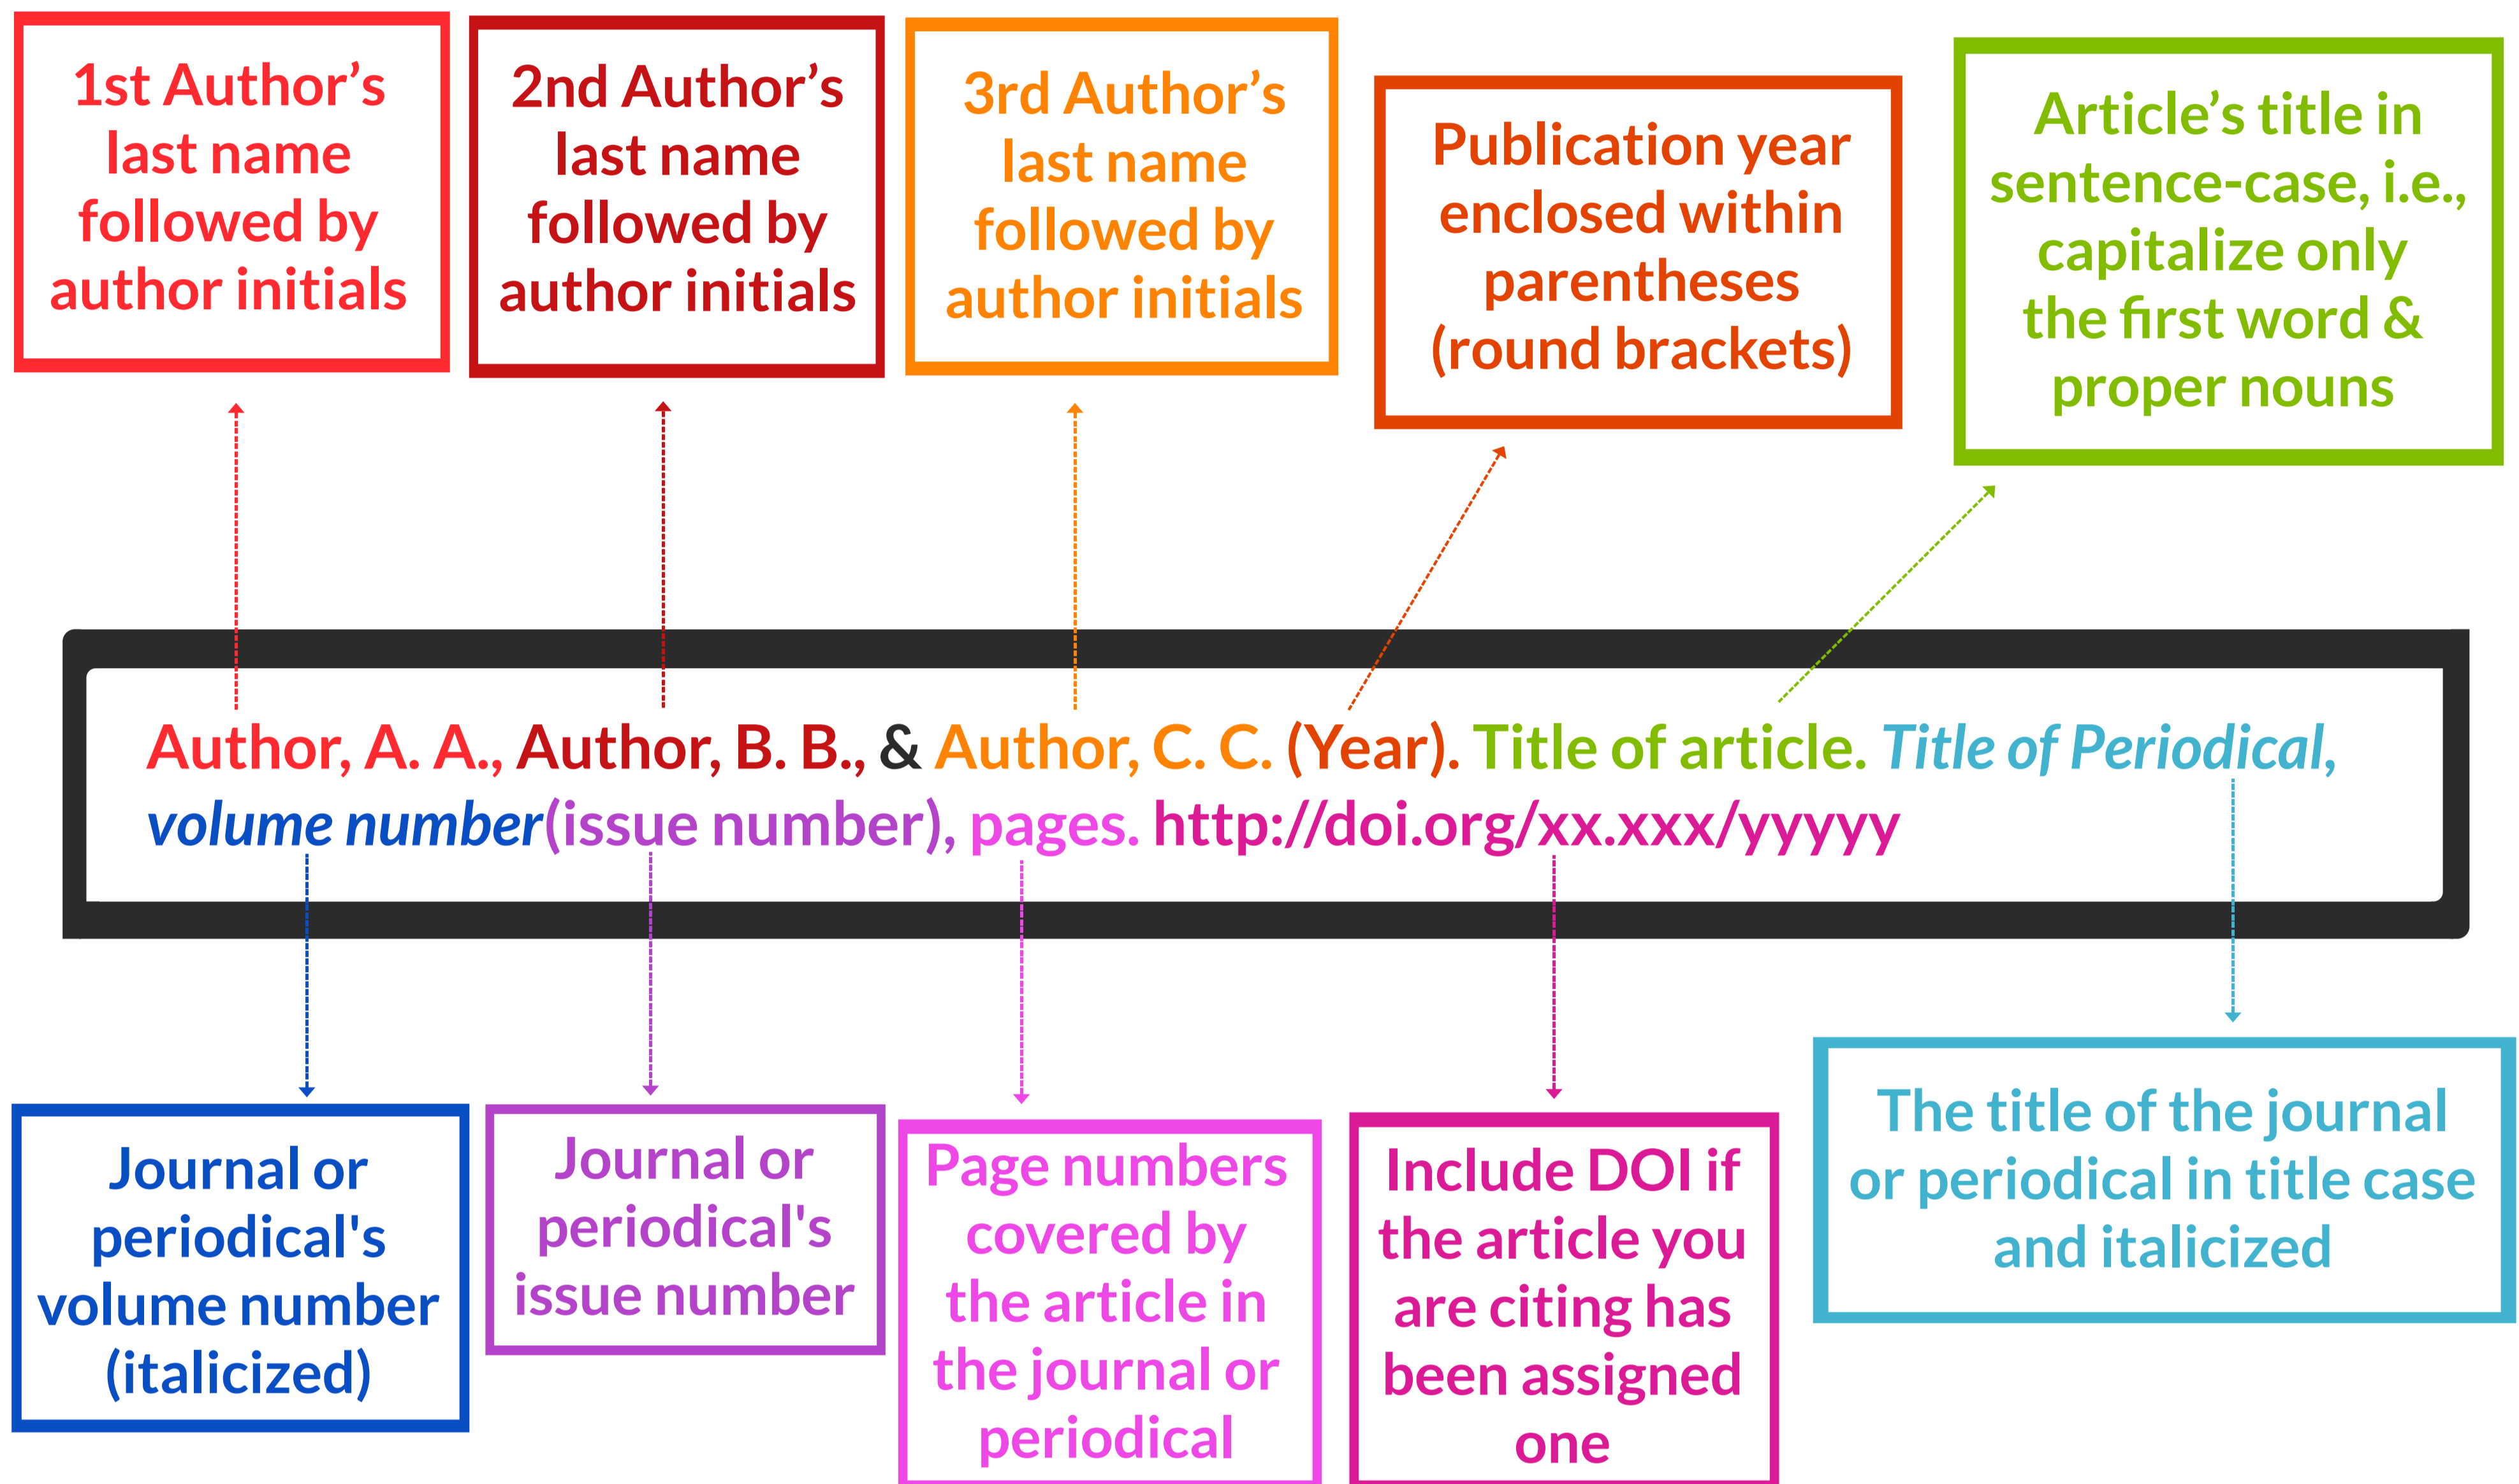 1st Author’s
last name
followed by
author initials
2nd Author’s
last name
followed by
author initials
3rd Author’s
last name
followed by
author initials
Publication year
enclosed within
parentheses
(round brackets)
Article’s title in
sentence-case, i.e.,
capitalize only
the first word &
proper nouns
Author, A. A., Author, B. B., & Author, C. C. (Year). Title of article. Title of Periodical,
volume number(issue number), pages. http://doi.org/xx.xxx/yyyyy
Journal or
periodical's
volume number
(italicized)
Journal or
periodical's
issue number
Page numbers
covered by
the article in
the journal or
periodical
Include DOI if
the article you
are citing has
been assigned
one
The title of the journal
or periodical in title case
and italicized